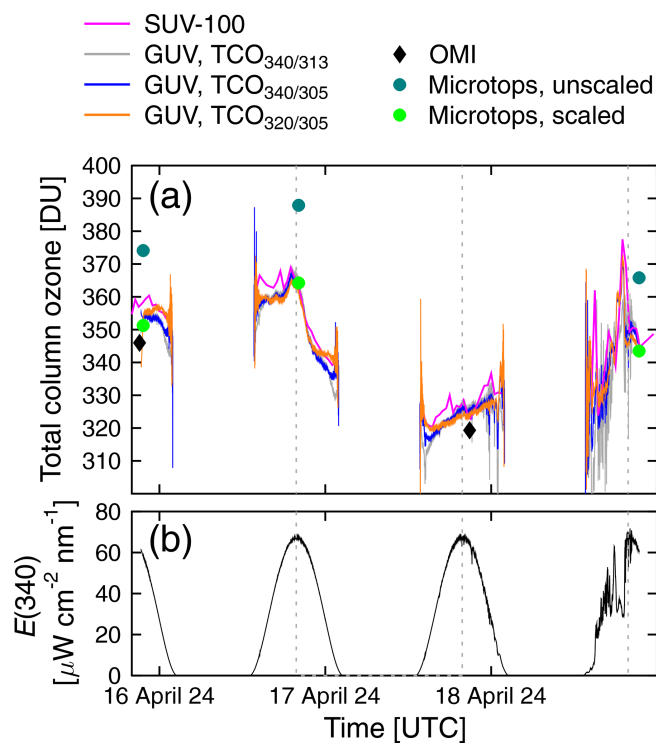 SUV-100
GUV, TCO340/313
GUV, TCO340/305
GUV, TCO320/305
OMI
Microtops, unscaled
Microtops, scaled
(a)
Total column ozone [DU]
400
390
380
370
360
350
340
330
320
310
(b)
E(340)
[µW cm-2 nm-1]
80
60
40
20
0
16 April 24
17 April 24
18 April 24
Time [UTC]